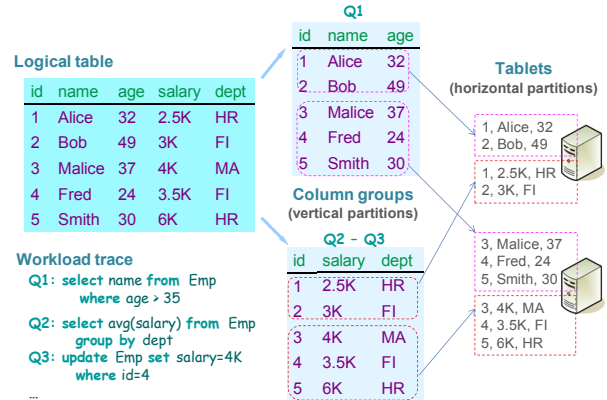 Logical table
id name age salary dept
1 Alice 32 2.5K HR
2 Bob 49 3K FI
3 Malice 37 4K MA
4 Fred 24 3.5K FI
5 Smith 30 6K HR
Workload trace
Q1: select name from Emp
where age > 35
Q2: select avg(salary) from Emp
group by dept
Q3: update Emp set salary=4K
where id=4
...
Q1
id name age
1 Alice 32
2 Bob 49
3 Malice 37
4 Fred 24
5 Smith 30
Column groups
(vertical partitions)
Q2 - Q3
id salary dept
1 2.5K HR
2 3K FI
3 4K MA
4 3.5K FI
5 6K HR
Tablets
(horizontal partitions)
1, Alice, 32
2, Bob, 49
1, 2.5K, HR
2, 3K, FI
3, Malice, 37
4, Fred, 24
5, Smith, 30
3, 4K, MA
4, 3.5K, FI
5, 6K, HR